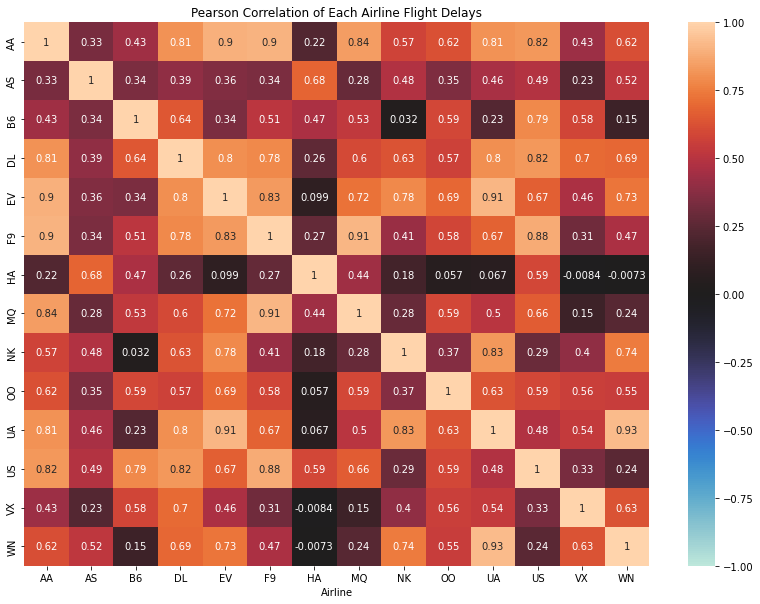 Pearson Correlation of Each Airline Flight Delays
AA 1 0.33 0.43 0.81 0.9 0.9 0.22 0.84 0.57 0.62 0.81 0.82 0.43 0.62
AS 0.33 1 0.34 0.39 0.36 0.34 0.68 0.28 0.48 0.35 0.46 0.49 0.23 0.52
B6 0.43 0.34 1 0.64 0.34 0.51 0.47 0.53 0.032 0.59 0.23 0.79 0.58 0.15
DL 0.81 0.39 0.64 1 0.8 0.78 0.26 0.6 0.63 0.57 0.8 0.82 0.7 0.69
EV 0.9 0.36 0.34 0.8 1 0.83 0.099 0.72 0.78 0.69 0.91 0.67 0.46 0.73
F9 0.9 0.34 0.51 0.78 0.83 1 0.27 0.91 0.41 0.58 0.67 0.88 0.31 0.47
HA 0.22 0.68 0.47 0.26 0.099 0.27 1 0.44 0.18 0.057 0.067 0.59 -0.0084 -0.0073
MQ 0.84 0.28 0.53 0.6 0.72 0.91 0.44 1 0.28 0.59 0.5 0.66 0.15 0.24
NK 0.57 0.48 0.032 0.63 0.78 0.41 0.18 0.28 1 0.37 0.83 0.29 0.4 0.74
OO 0.62 0.35 0.59 0.57 0.69 0.58 0.057 0.59 0.37 1 0.63 0.59 0.56 0.55
UA 0.81 0.46 0.23 0.8 0.91 0.67 0.067 0.5 0.83 0.63 1 0.48 0.54 0.93
US 0.82 0.49 0.79 0.82 0.67 0.88 0.59 0.66 0.29 0.59 0.48 1 0.33 0.24
VX 0.43 0.23 0.58 0.7 0.46 0.31 -0.0084 0.15 0.4 0.56 0.54 0.33 1 0.63
WN 0.62 0.52 0.15 0.69 0.73 0.47 -0.0073 0.24 0.74 0.55 0.93 0.24 0.63 1
AA AS B6 DL EV F9 HA MQ NK OO UA US VX WN
Airline
1.00
0.75
0.50
0.25
0.00
-0.25
-0.50
-0.75
-1.00